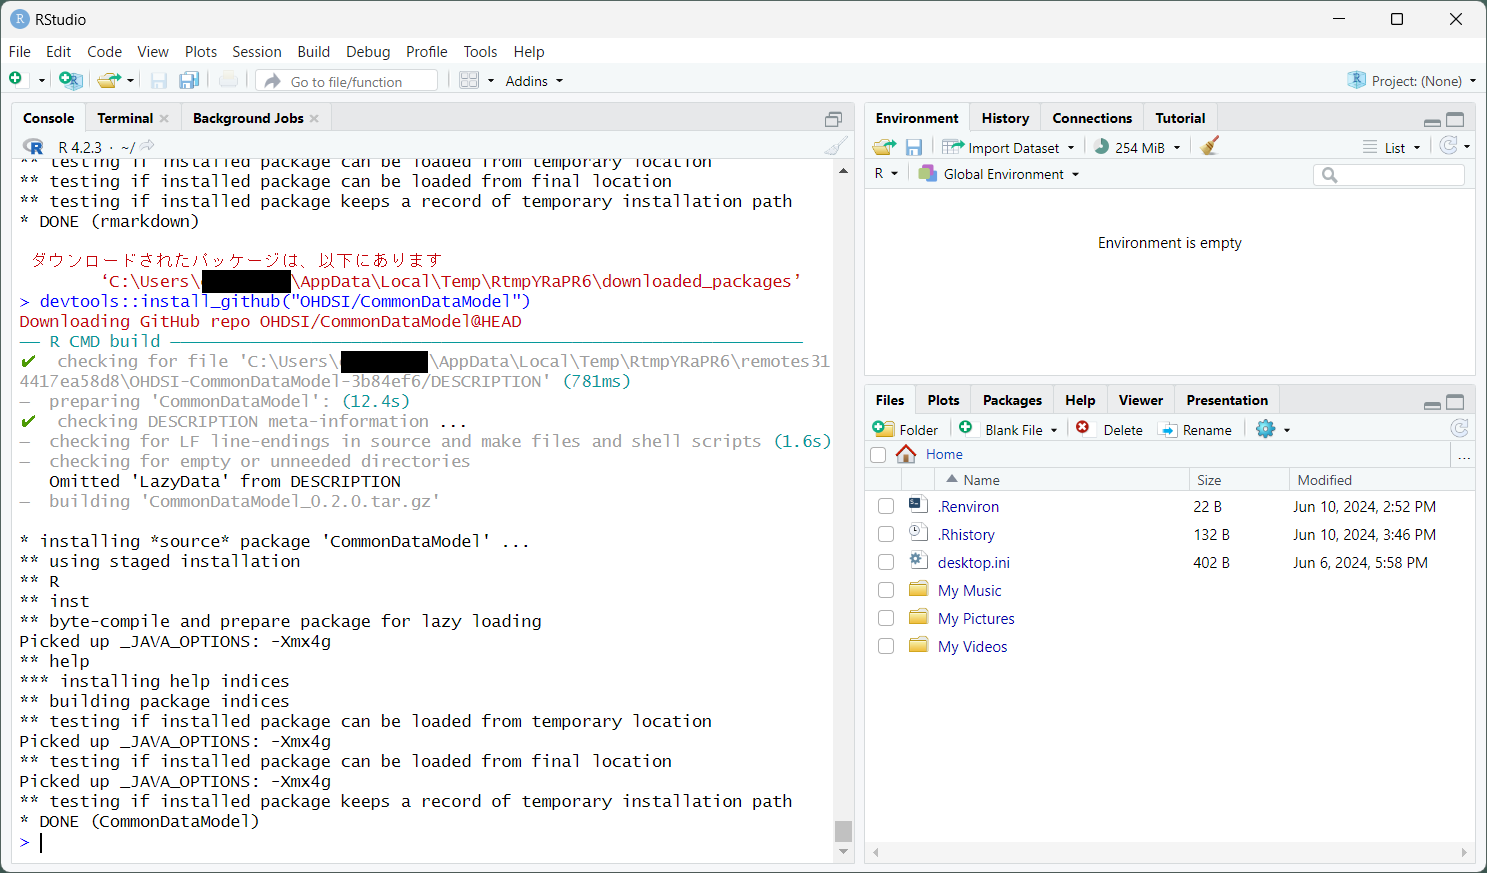 RStudio
File Edit Code View Plots Session Build Debug Profile Tools Help
Go to file/function Addins Project: (None)
Console Terminal Background Jobs
R 4.2.3 · ~/
** testing if installed package can be loaded from temporary location
** testing if installed package can be loaded from final location
** testing if installed package keeps a record of temporary installation path
* DONE (rmarkdown)
ダウンロードされたパッケージは、以下にあります
‘C:\Users\ \AppData\Local\Temp\RtmpYRaPR6\downloaded_packages’
> devtools::install_github("OHDSI/CommonDataModel")
Downloading GitHub repo OHDSI/CommonDataModel@HEAD
── R CMD build ──
✔ checking for file 'C:\Users\ \AppData\Local\Temp\RtmpYRaPR6\remotes31
4417ea58d8\OHDSI-CommonDataModel-3b84ef6/DESCRIPTION' (781ms)
─ preparing 'CommonDataModel': (12.4s)
✔ checking DESCRIPTION meta-information ...
─ checking for LF line-endings in source and make files and shell scripts (1.6s)
─ checking for empty or unneeded directories
Omitted 'LazyData' from DESCRIPTION
─ building 'CommonDataModel_0.2.0.tar.gz'
* installing *source* package 'CommonDataModel' ...
** using staged installation
** R
** inst
** byte-compile and prepare package for lazy loading
Picked up _JAVA_OPTIONS: -Xmx4g
** help
*** installing help indices
** building package indices
** testing if installed package can be loaded from temporary location
Picked up _JAVA_OPTIONS: -Xmx4g
** testing if installed package can be loaded from final location
Picked up _JAVA_OPTIONS: -Xmx4g
** testing if installed package keeps a record of temporary installation path
* DONE (CommonDataModel)
>
Environment History Connections Tutorial
Import Dataset 254 MiB List
R Global Environment
Environment is empty
Files Plots Packages Help Viewer Presentation
Folder Blank File Delete Rename
Home ...
Name Size Modified
.Renviron 22 B Jun 10, 2024, 2:52 PM
.Rhistory 132 B Jun 10, 2024, 3:46 PM
desktop.ini 402 B Jun 6, 2024, 5:58 PM
My Music
My Pictures
My Videos